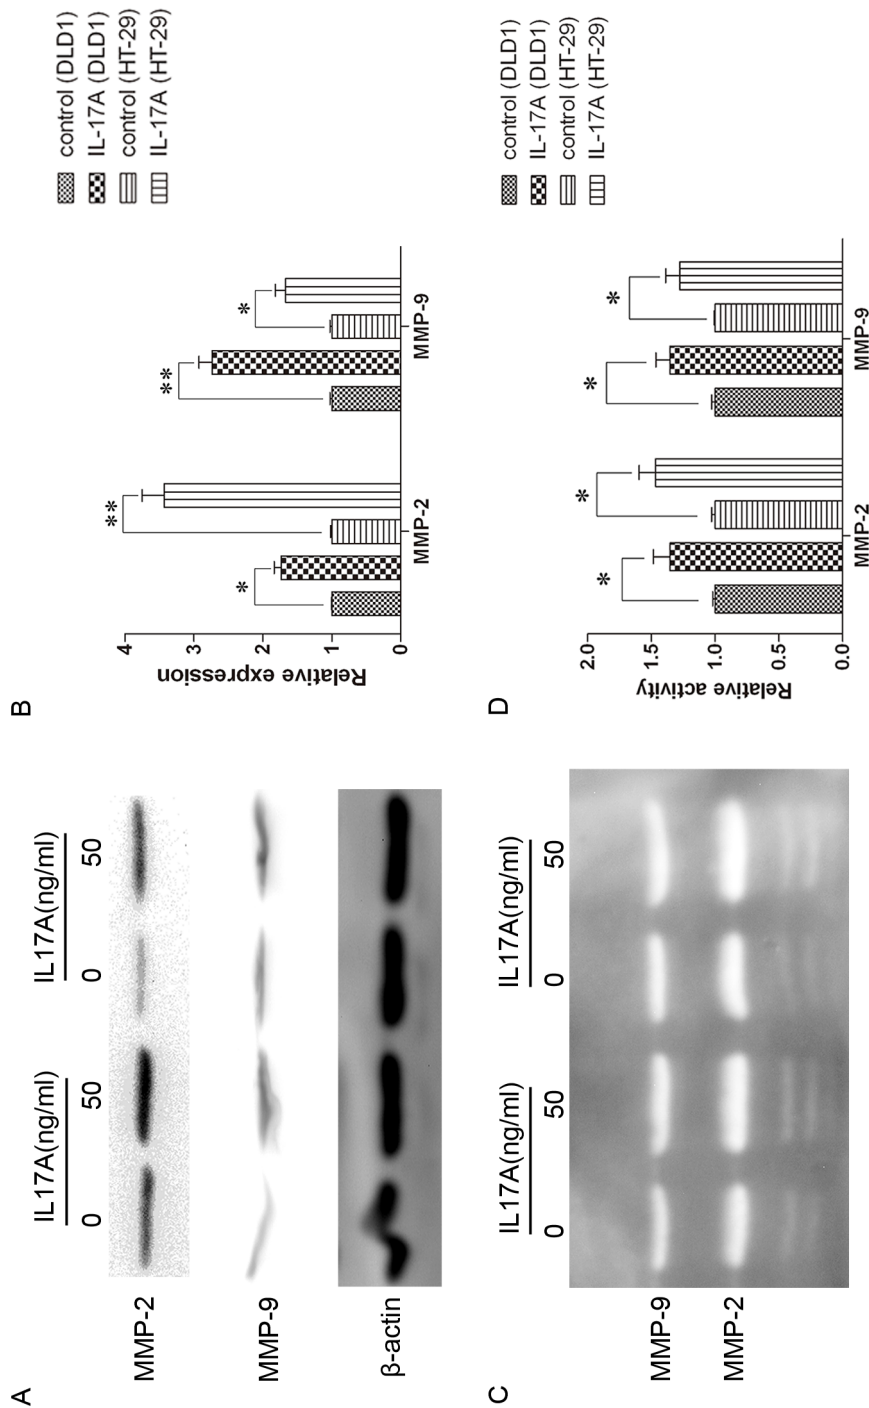 A
IL17A(ng/ml) IL17A(ng/ml)
0 50 0 50
MMP-2
MMP-9
β-actin
B
control (DLD1)
IL-17A (DLD1)
control (HT-29)
IL-17A (HT-29)
Relative expression
4
3
2
1
0
* ** ** *
MMP-2 MMP-9
C
IL17A(ng/ml) IL17A(ng/ml)
0 50 0 50
MMP-9
MMP-2
D
control (DLD1)
IL-17A (DLD1)
control (HT-29)
IL-17A (HT-29)
Relative activity
2.0
1.5
1.0
0.5
0.0
* * * *
MMP-2 MMP-9